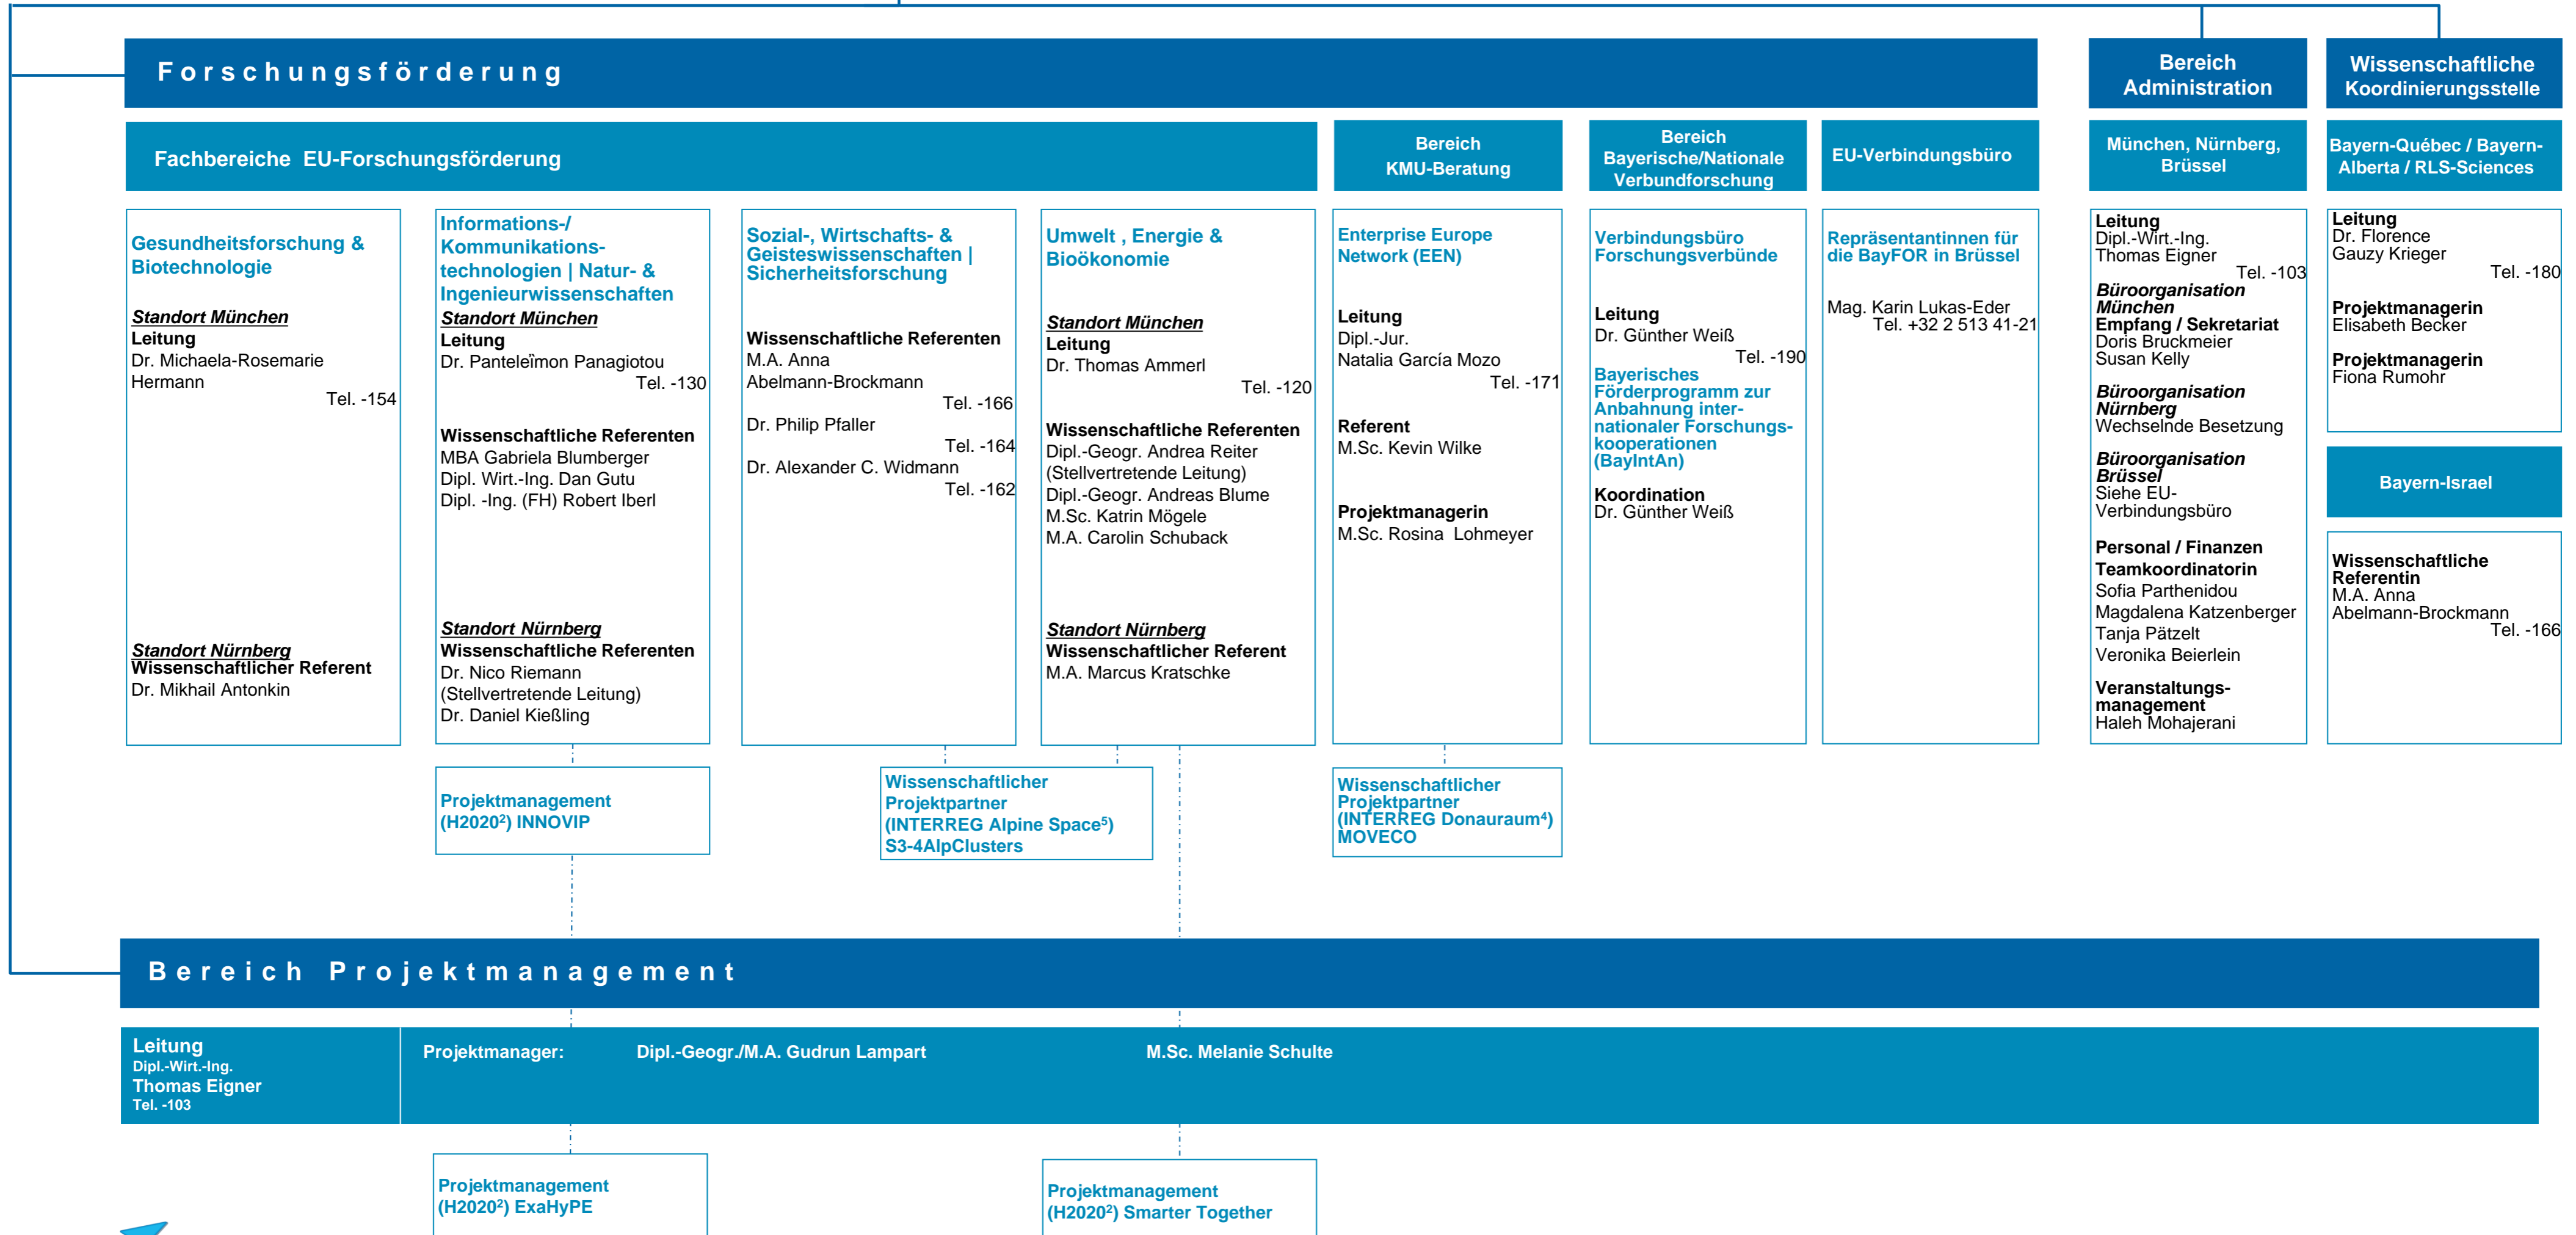 Forschungsförderung
Bereich
Administration
Wissenschaftliche
Koordinierungsstelle
Fachbereiche EU-Forschungsförderung
Bereich
KMU-Beratung
Bereich
Bayerische/Nationale
Verbundforschung
EU-Verbindungsbüro
München, Nürnberg,
Brüssel
Bayern-Québec / Bayern-
Alberta / RLS-Sciences
Gesundheitsforschung &
Biotechnologie
Standort München
Leitung
Dr. Michaela-Rosemarie
Hermann
Tel. -154
Standort Nürnberg
Wissenschaftlicher Referent
Dr. Mikhail Antonkin
Informations-/
Kommunikations-
technologien | Natur- &
Ingenieurwissenschaften
Standort München
Leitung
Dr. Panteleïmon Panagiotou
Tel. -130
Wissenschaftliche Referenten
MBA Gabriela Blumberger
Dipl. Wirt.-Ing. Dan Gutu
Dipl. -Ing. (FH) Robert Iberl
Standort Nürnberg
Wissenschaftliche Referenten
Dr. Nico Riemann
(Stellvertretende Leitung)
Dr. Daniel Kießling
Sozial-, Wirtschafts- &
Geisteswissenschaften |
Sicherheitsforschung
Wissenschaftliche Referenten
M.A. Anna
Abelmann-Brockmann
Tel. -166
Dr. Philip Pfaller
Tel. -164
Dr. Alexander C. Widmann
Tel. -162
Umwelt , Energie &
Bioökonomie
Standort München
Leitung
Dr. Thomas Ammerl
Tel. -120
Wissenschaftliche Referenten
Dipl.-Geogr. Andrea Reiter
(Stellvertretende Leitung)
Dipl.-Geogr. Andreas Blume
M.Sc. Katrin Mögele
M.A. Carolin Schuback
Standort Nürnberg
Wissenschaftlicher Referent
M.A. Marcus Kratschke
Enterprise Europe
Network (EEN)
Leitung
Dipl.-Jur.
Natalia García Mozo
Tel. -171
Referent
M.Sc. Kevin Wilke
Projektmanagerin
M.Sc. Rosina Lohmeyer
Verbindungsbüro
Forschungsverbünde
Leitung
Dr. Günther Weiß
Tel. -190
Bayerisches
Förderprogramm zur
Anbahnung inter-
nationaler Forschungs-
kooperationen
(BayIntAn)
Koordination
Dr. Günther Weiß
Repräsentantinnen für
die BayFOR in Brüssel
Mag. Karin Lukas-Eder
Tel. +32 2 513 41-21
Leitung
Dipl.-Wirt.-Ing.
Thomas Eigner
Tel. -103
Büroorganisation
München
Empfang / Sekretariat
Doris Bruckmeier
Susan Kelly
Büroorganisation
Nürnberg
Wechselnde Besetzung
Büroorganisation
Brüssel
Siehe EU-
Verbindungsbüro
Personal / Finanzen
Teamkoordinatorin
Sofia Parthenidou
Magdalena Katzenberger
Tanja Pätzelt
Veronika Beierlein
Veranstaltungs-
management
Haleh Mohajerani
Leitung
Dr. Florence
Gauzy Krieger
Tel. -180
Projektmanagerin
Elisabeth Becker
Projektmanagerin
Fiona Rumohr
Bayern-Israel
Wissenschaftliche
Referentin
M.A. Anna
Abelmann-Brockmann
Tel. -166
Projektmanagement
(H2020²) INNOVIP
Wissenschaftlicher
Projektpartner
(INTERREG Alpine Space⁵)
S3-4AlpClusters
Wissenschaftlicher
Projektpartner
(INTERREG Donauraum⁴)
MOVECO
Bereich Projektmanagement
Leitung
Dipl.-Wirt.-Ing.
Thomas Eigner
Tel. -103
Projektmanager: Dipl.-Geogr./M.A. Gudrun Lampart M.Sc. Melanie Schulte
Projektmanagement
(H2020²) ExaHyPE
Projektmanagement
(H2020²) Smarter Together